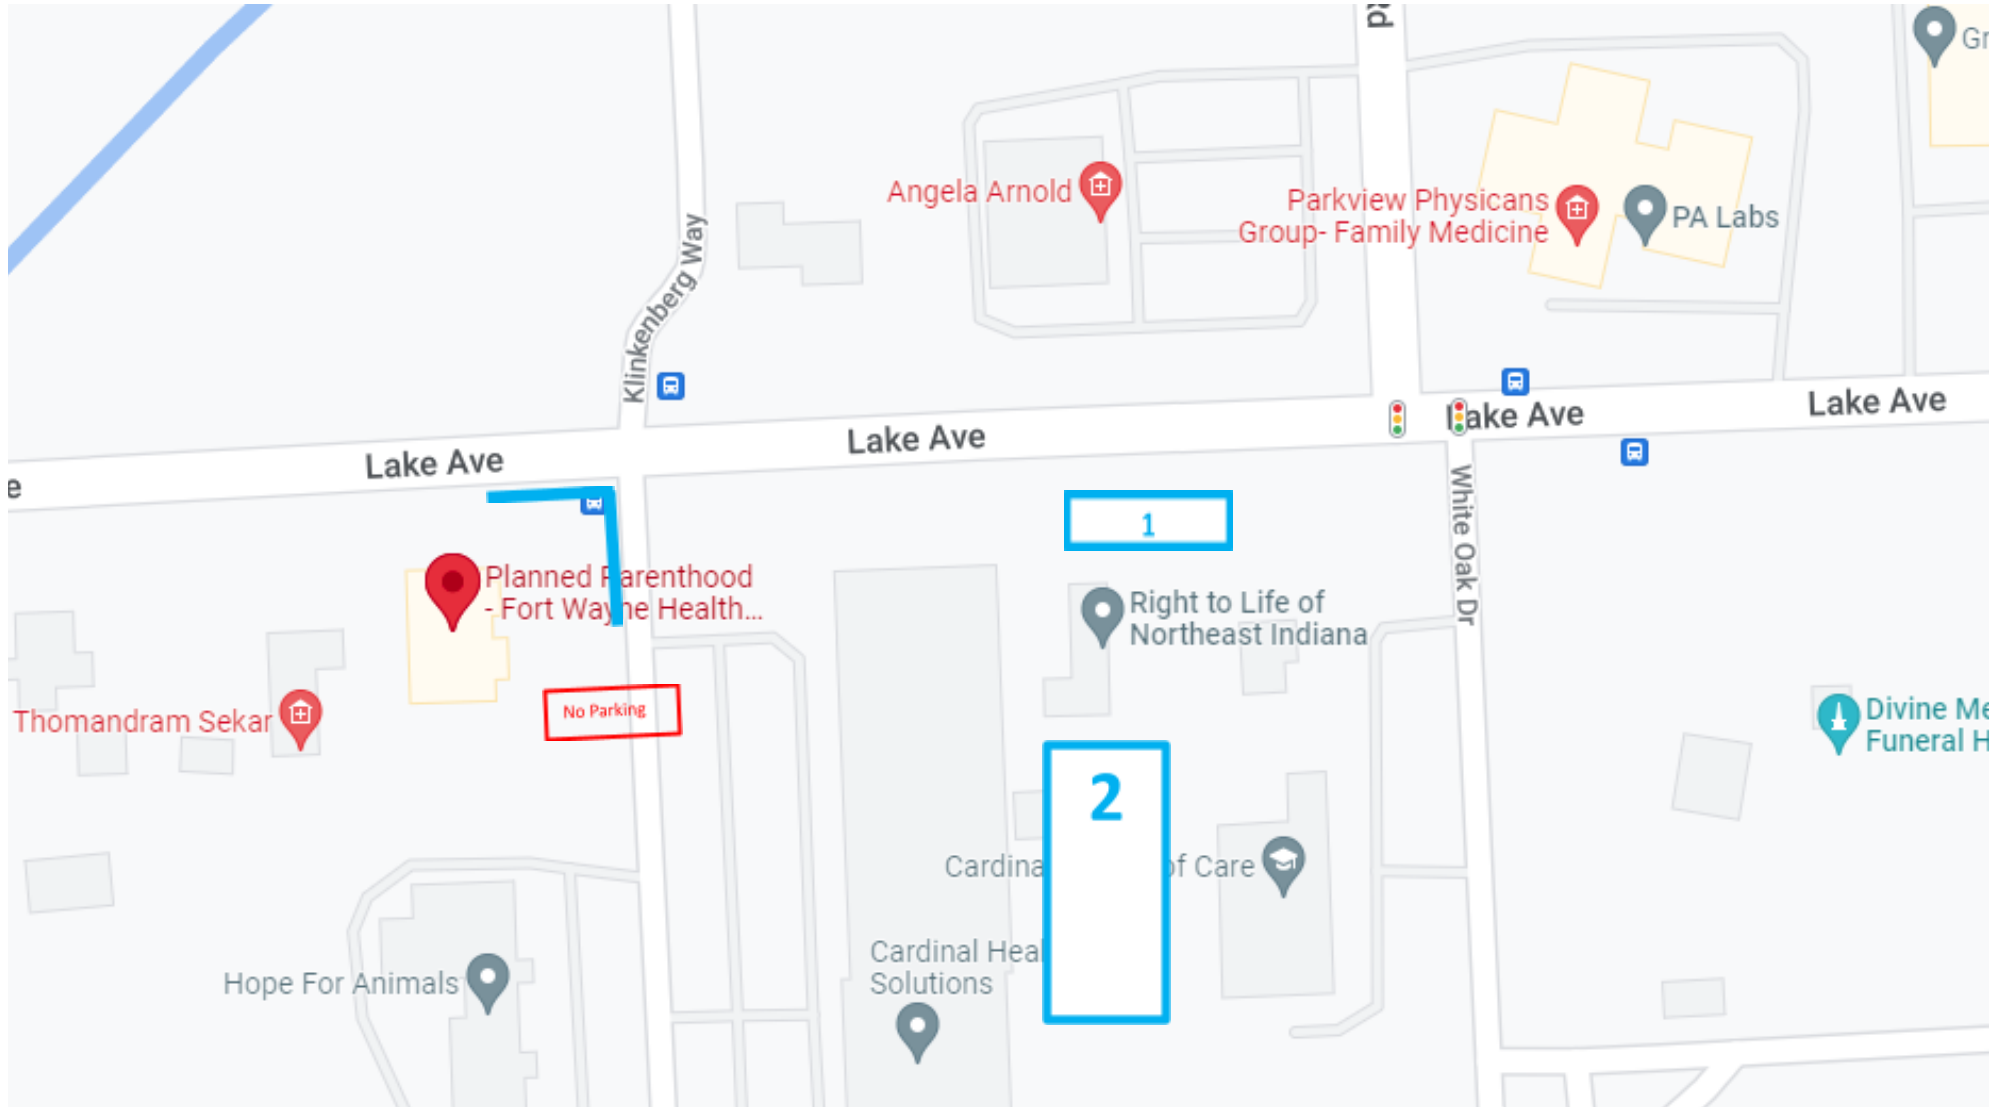 Gr
Angela Arnold
Parkview Physicans
Group- Family Medicine
PA Labs
Klinkenberg Way
Lake Ave
Lake Ave
Lake Ave
Lake Ave
e
White Oak Dr
1
Planned Parenthood
- Fort Wayne Health...
Right to Life of
Northeast Indiana
No Parking
Thomandram Sekar
Divine Me
Funeral H
2
Cardina
of Care
Cardinal Heal
Solutions
Hope For Animals